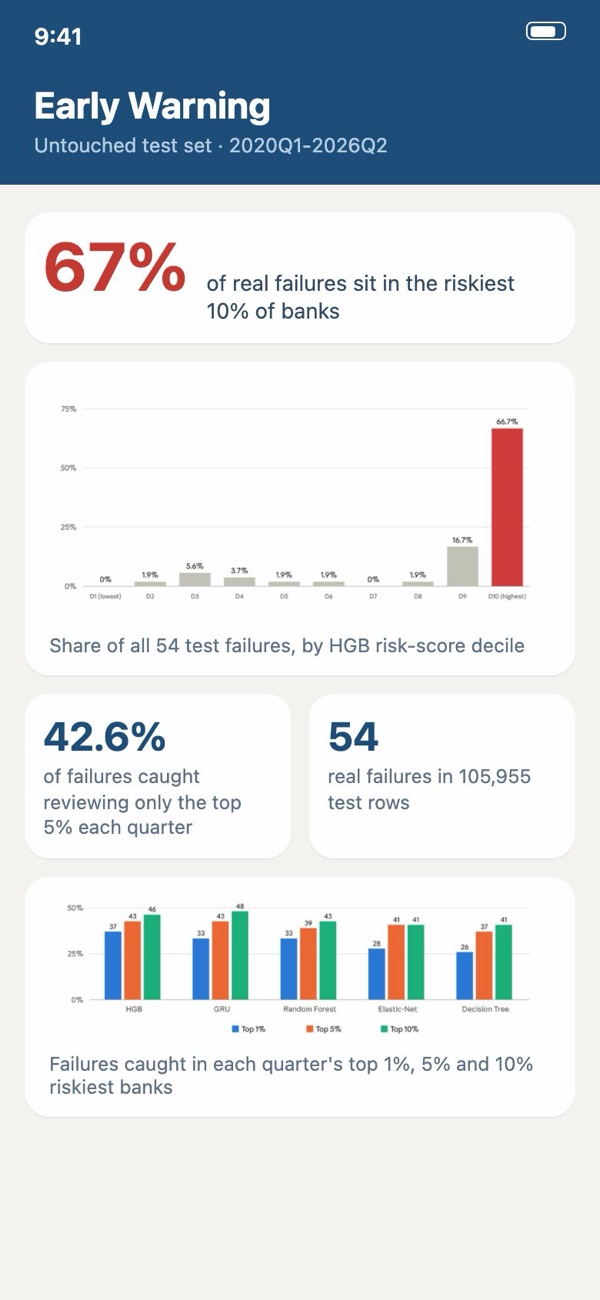 9:41
Early Warning
Untouched test set · 2020Q1-2026Q2
67%
of real failures sit in the riskiest
10% of banks
75%
50%
25%
0%
0%
1.9%
5.6%
3.7%
1.9%
1.9%
0%
1.9%
16.7%
66.7%
D1 (lowest)
D2
D3
D4
D5
D6
D7
D8
D9
D10 (highest)
Share of all 54 test failures, by HGB risk-score decile
42.6%
of failures caught
reviewing only the top
5% each quarter
54
real failures in 105,955
test rows
50%
25%
0%
37
43
46
33
43
48
33
39
43
28
41
41
26
37
41
HGB
GRU
Random Forest
Elastic-Net
Decision Tree
Top 1%
Top 5%
Top 10%
Failures caught in each quarter's top 1%, 5% and 10%
riskiest banks